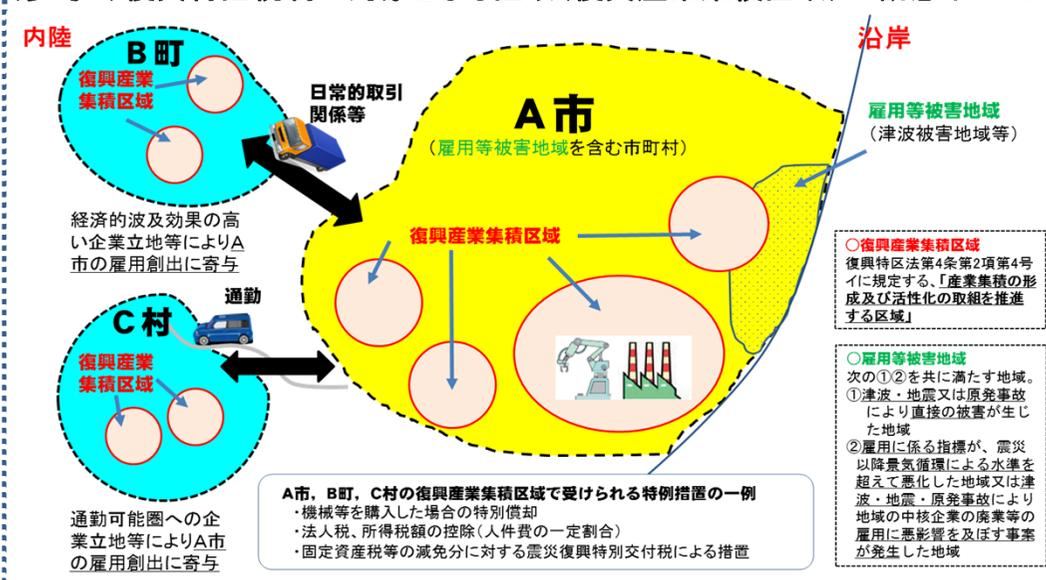 内陸
沿岸
B町
復興産業
集積区域
日常的取引
関係等
A市
(雇用等被害地域を含む市町村)
雇用等被害地域
(津波被害地域等)
経済的波及効果の高
い企業立地等によりA
市の雇用創出に寄与
復興産業集積区域
通勤
C村
復興産業
集積区域
通勤可能圏への企
業立地等によりA市
の雇用創出に寄与
A市，B町，C村の復興産業集積区域で受けられる特例措置の一例
・機械等を購入した場合の特別償却
・法人税、所得税額の控除(人件費の一定割合)
・固定資産税等の減免分に対する震災復興特別交付税による措置
○復興産業集積区域
復興特区法第4条第2項第4号
イに規定する、「産業集積の形
成及び活性化の取組を推進
する区域」
○雇用等被害地域
次の①②を共に満たす地域。
①津波・地震又は原発事故
により直接の被害が生じ
た地域
②雇用に係る指標が、震災
以降景気循環による水準を
超えて悪化した地域又は津
波・地震・原発事故により
地域の中核企業の廃業等の
雇用に悪影響を及ぼす事案
が発生した地域